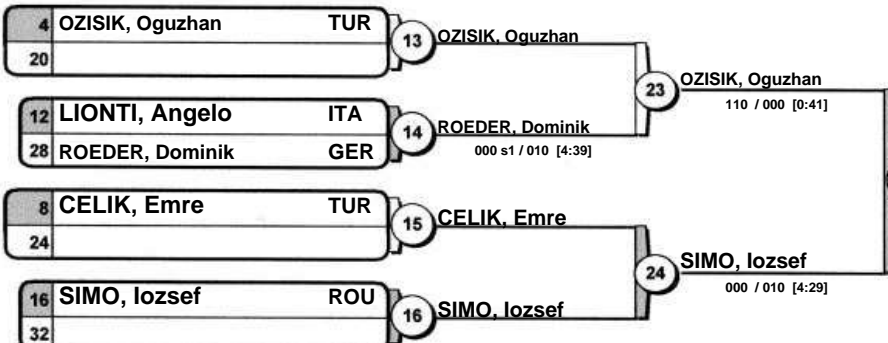 4 OZISIK, Oguzhan TUR
20
13 OZISIK, Oguzhan
12 LIONTI, Angelo ITA
28 ROEDER, Dominik GER
14 ROEDER, Dominik
000 s1 / 010 [4:39]
23 OZISIK, Oguzhan
110 / 000 [0:41]
8 CELIK, Emre TUR
24
15 CELIK, Emre
16 SIMO, Iozsef ROU
32
16 SIMO, Iozsef
24 SIMO, Iozsef
000 / 010 [4:29]